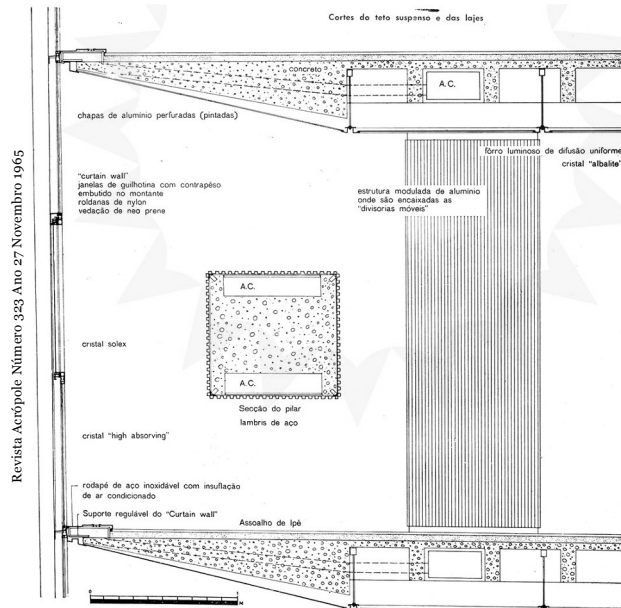 Cortes do teto suspenso e das lajes
concreto
A.C.
chapas de alumínio perfuradas (pintadas)
fôrro luminoso de difusão uniforme
cristal "albalite"
"curtain wall"
janelas de guilhotina com contrapêso
embutido no montante
roldanas de nylon
vedação de neo prene
estrutura modulada de alumínio
onde são encaixadas as
"divisorias móveis"
Revista Acrópole Número 323 Ano 27 Novembro 1965
A.C.
cristal solex
A.C.
Secção do pilar
lambris de aço
cristal "high absorving"
rodapé de aço inoxidável com insuflação
de ar condicionado
Suporte regulável do "Curtain wall"
Assoalho de Ipê
0
1
M